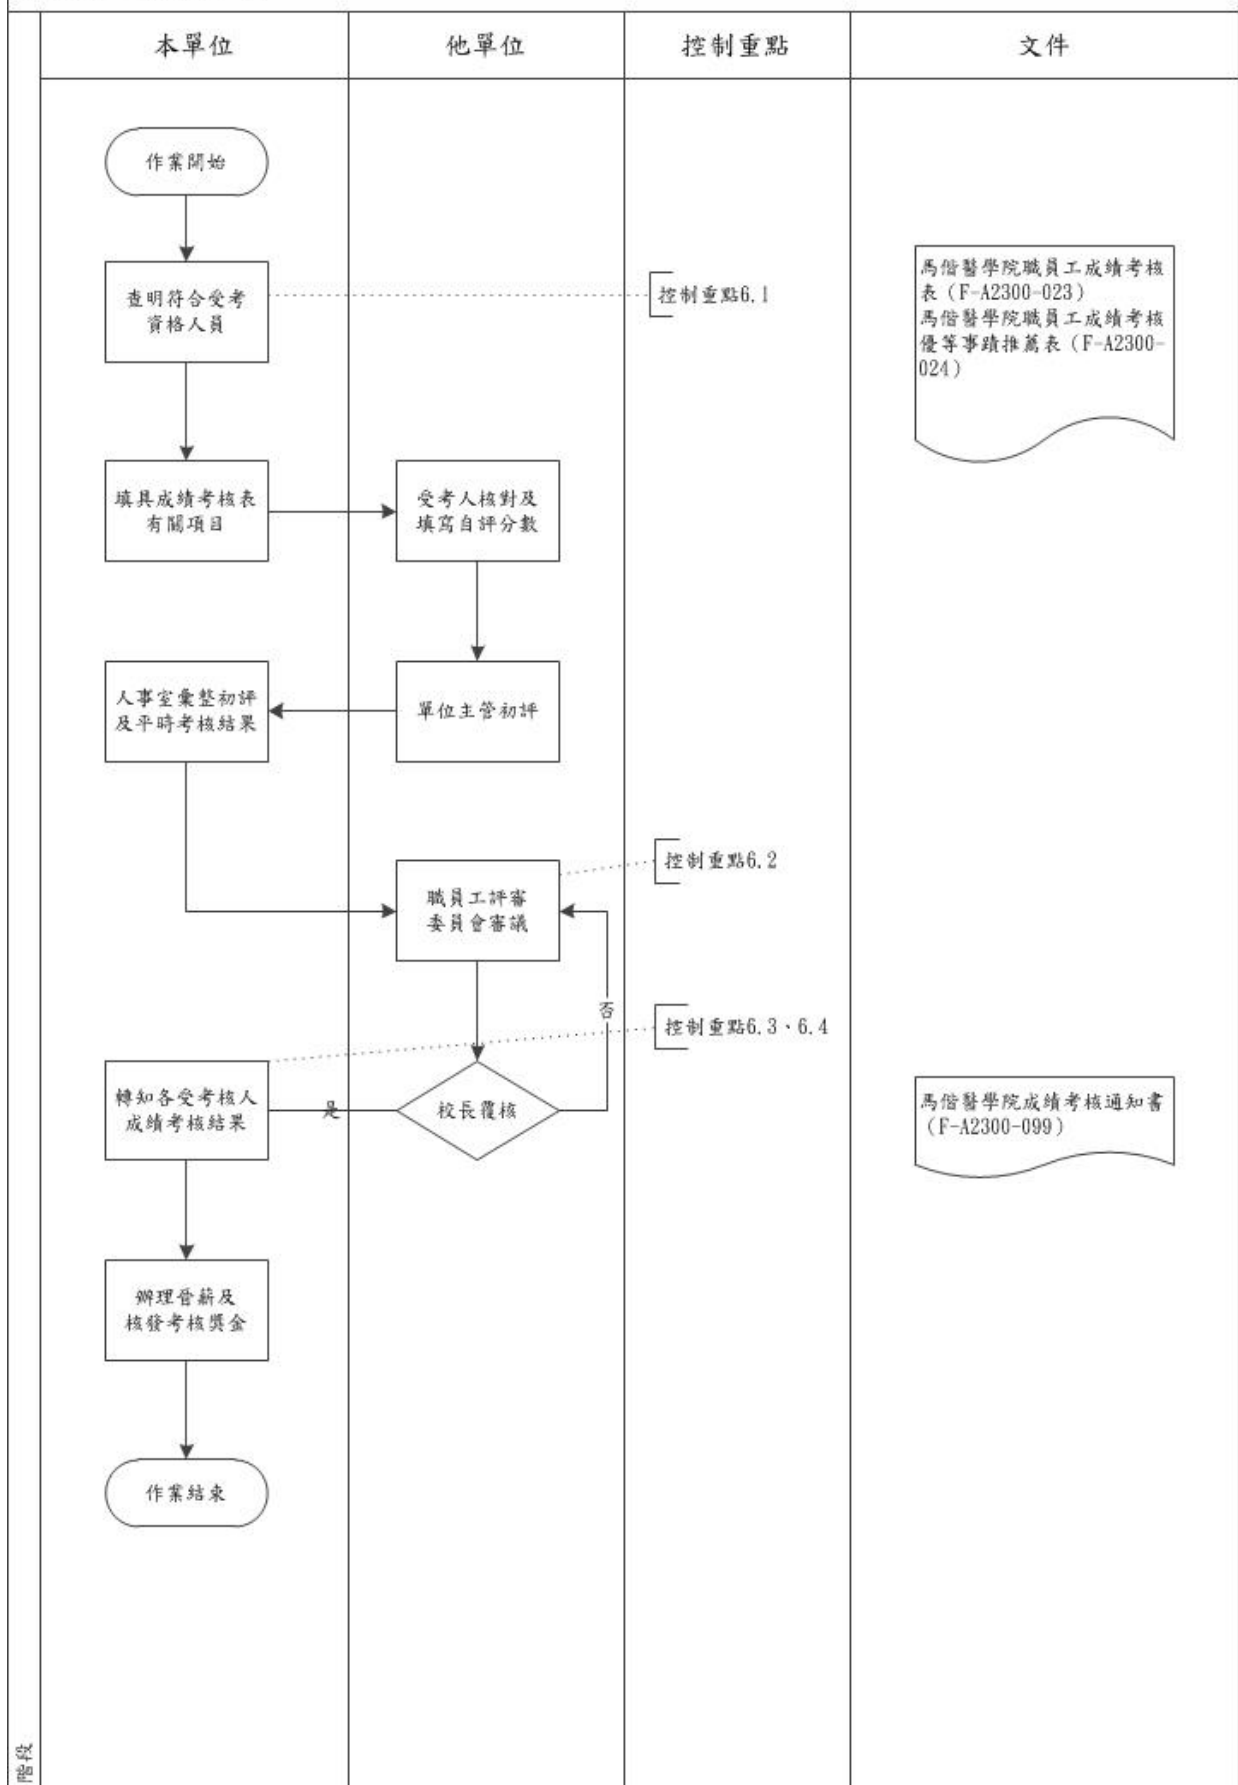 本單位
他單位
控制重點
文件
作業開始
查明符合受考
資格人員
控制重點6.1
馬偕醫學院職員工成績考核
表（F-A2300-023）
馬偕醫學院職員工成績考核
優等事蹟推薦表（F-A2300-
024）
填具成績考核表
有關項目
受考人核對及
填寫自評分數
人事室彙整初評
及平時考核結果
單位主管初評
控制重點6.2
職員工評審
委員會審議
否
控制重點6.3、6.4
轉知各受考核人
成績考核結果
是
校長覆核
馬偕醫學院成績考核通知書
（F-A2300-099）
辦理晉薪及
核發考核獎金
作業結束
階段